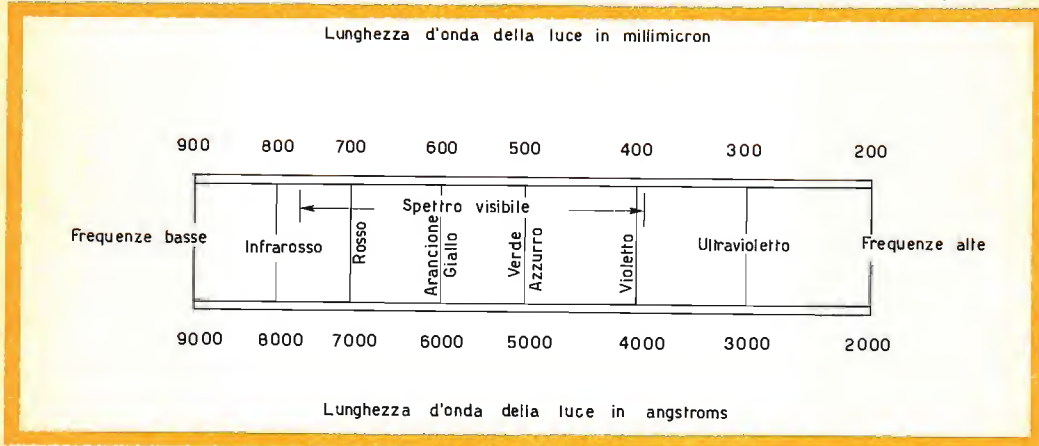 Lunghezza d'onda della luce in millimicron
900 800 700 600 500 400 300 200
Spettro visibile
Frequenze basse
Infrarosso
Rosso
Arancione
Giallo
Verde
Azzurro
Violetto
Ultravioletto
Frequenze alte
9000 8000 7000 6000 5000 4000 3000 2000
Lunghezza d'onda della luce in angstroms